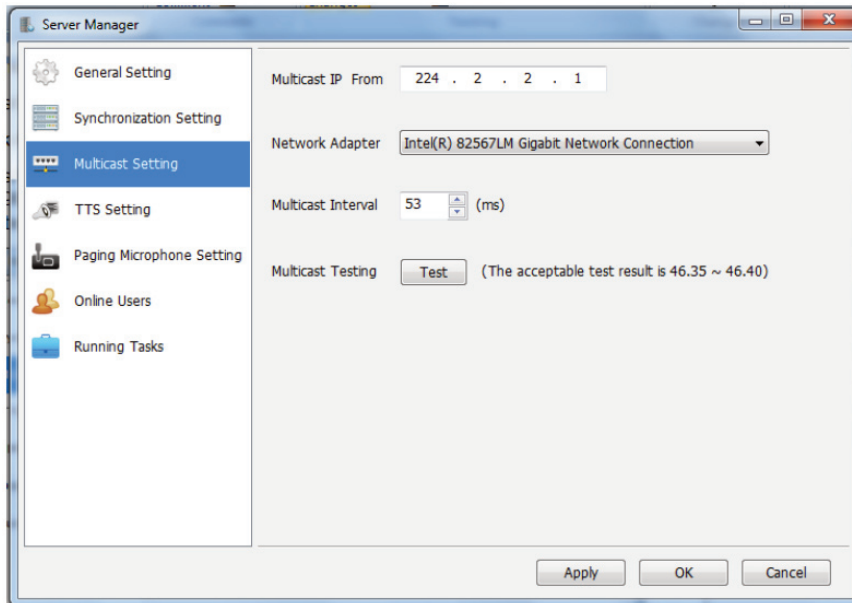 Server Manager
General Setting
Synchronization Setting
Multicast Setting
TTS Setting
Paging Microphone Setting
Online Users
Running Tasks
Multicast IP From 224 . 2 . 2 . 1
Network Adapter Intel(R) 82567LM Gigabit Network Connection
Multicast Interval 53 (ms)
Multicast Testing Test (The acceptable test result is 46.35 ~ 46.40)
Apply OK Cancel